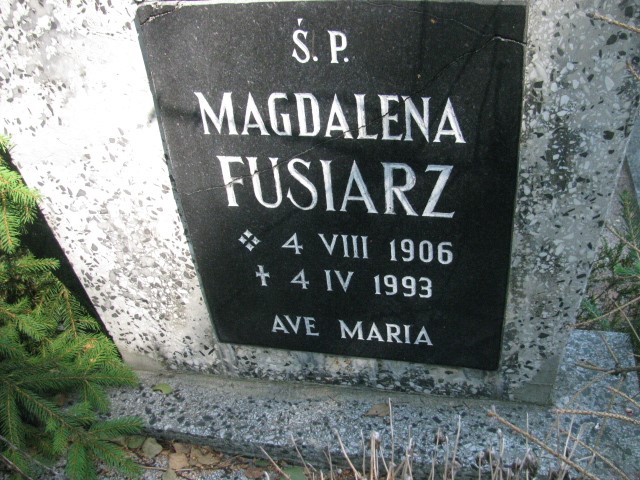 Ś. P.
MAGDALENA
FUSIARZ
4 VIII 1906
✝ 4 IV 1993
AVE MARIA